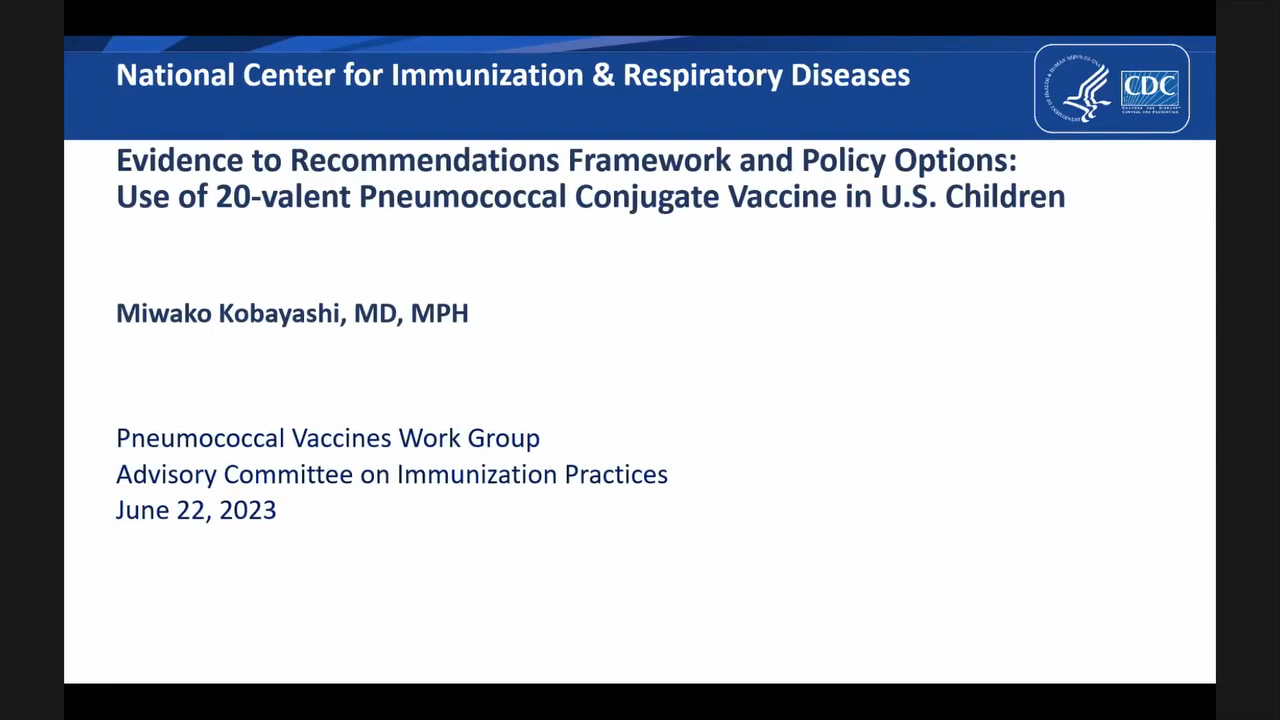 National Center for Immunization & Respiratory Diseases
CDC
Evidence to Recommendations Framework and Policy Options:
Use of 20-valent Pneumococcal Conjugate Vaccine in U.S. Children
Miwako Kobayashi, MD, MPH
Pneumococcal Vaccines Work Group
Advisory Committee on Immunization Practices
June 22, 2023